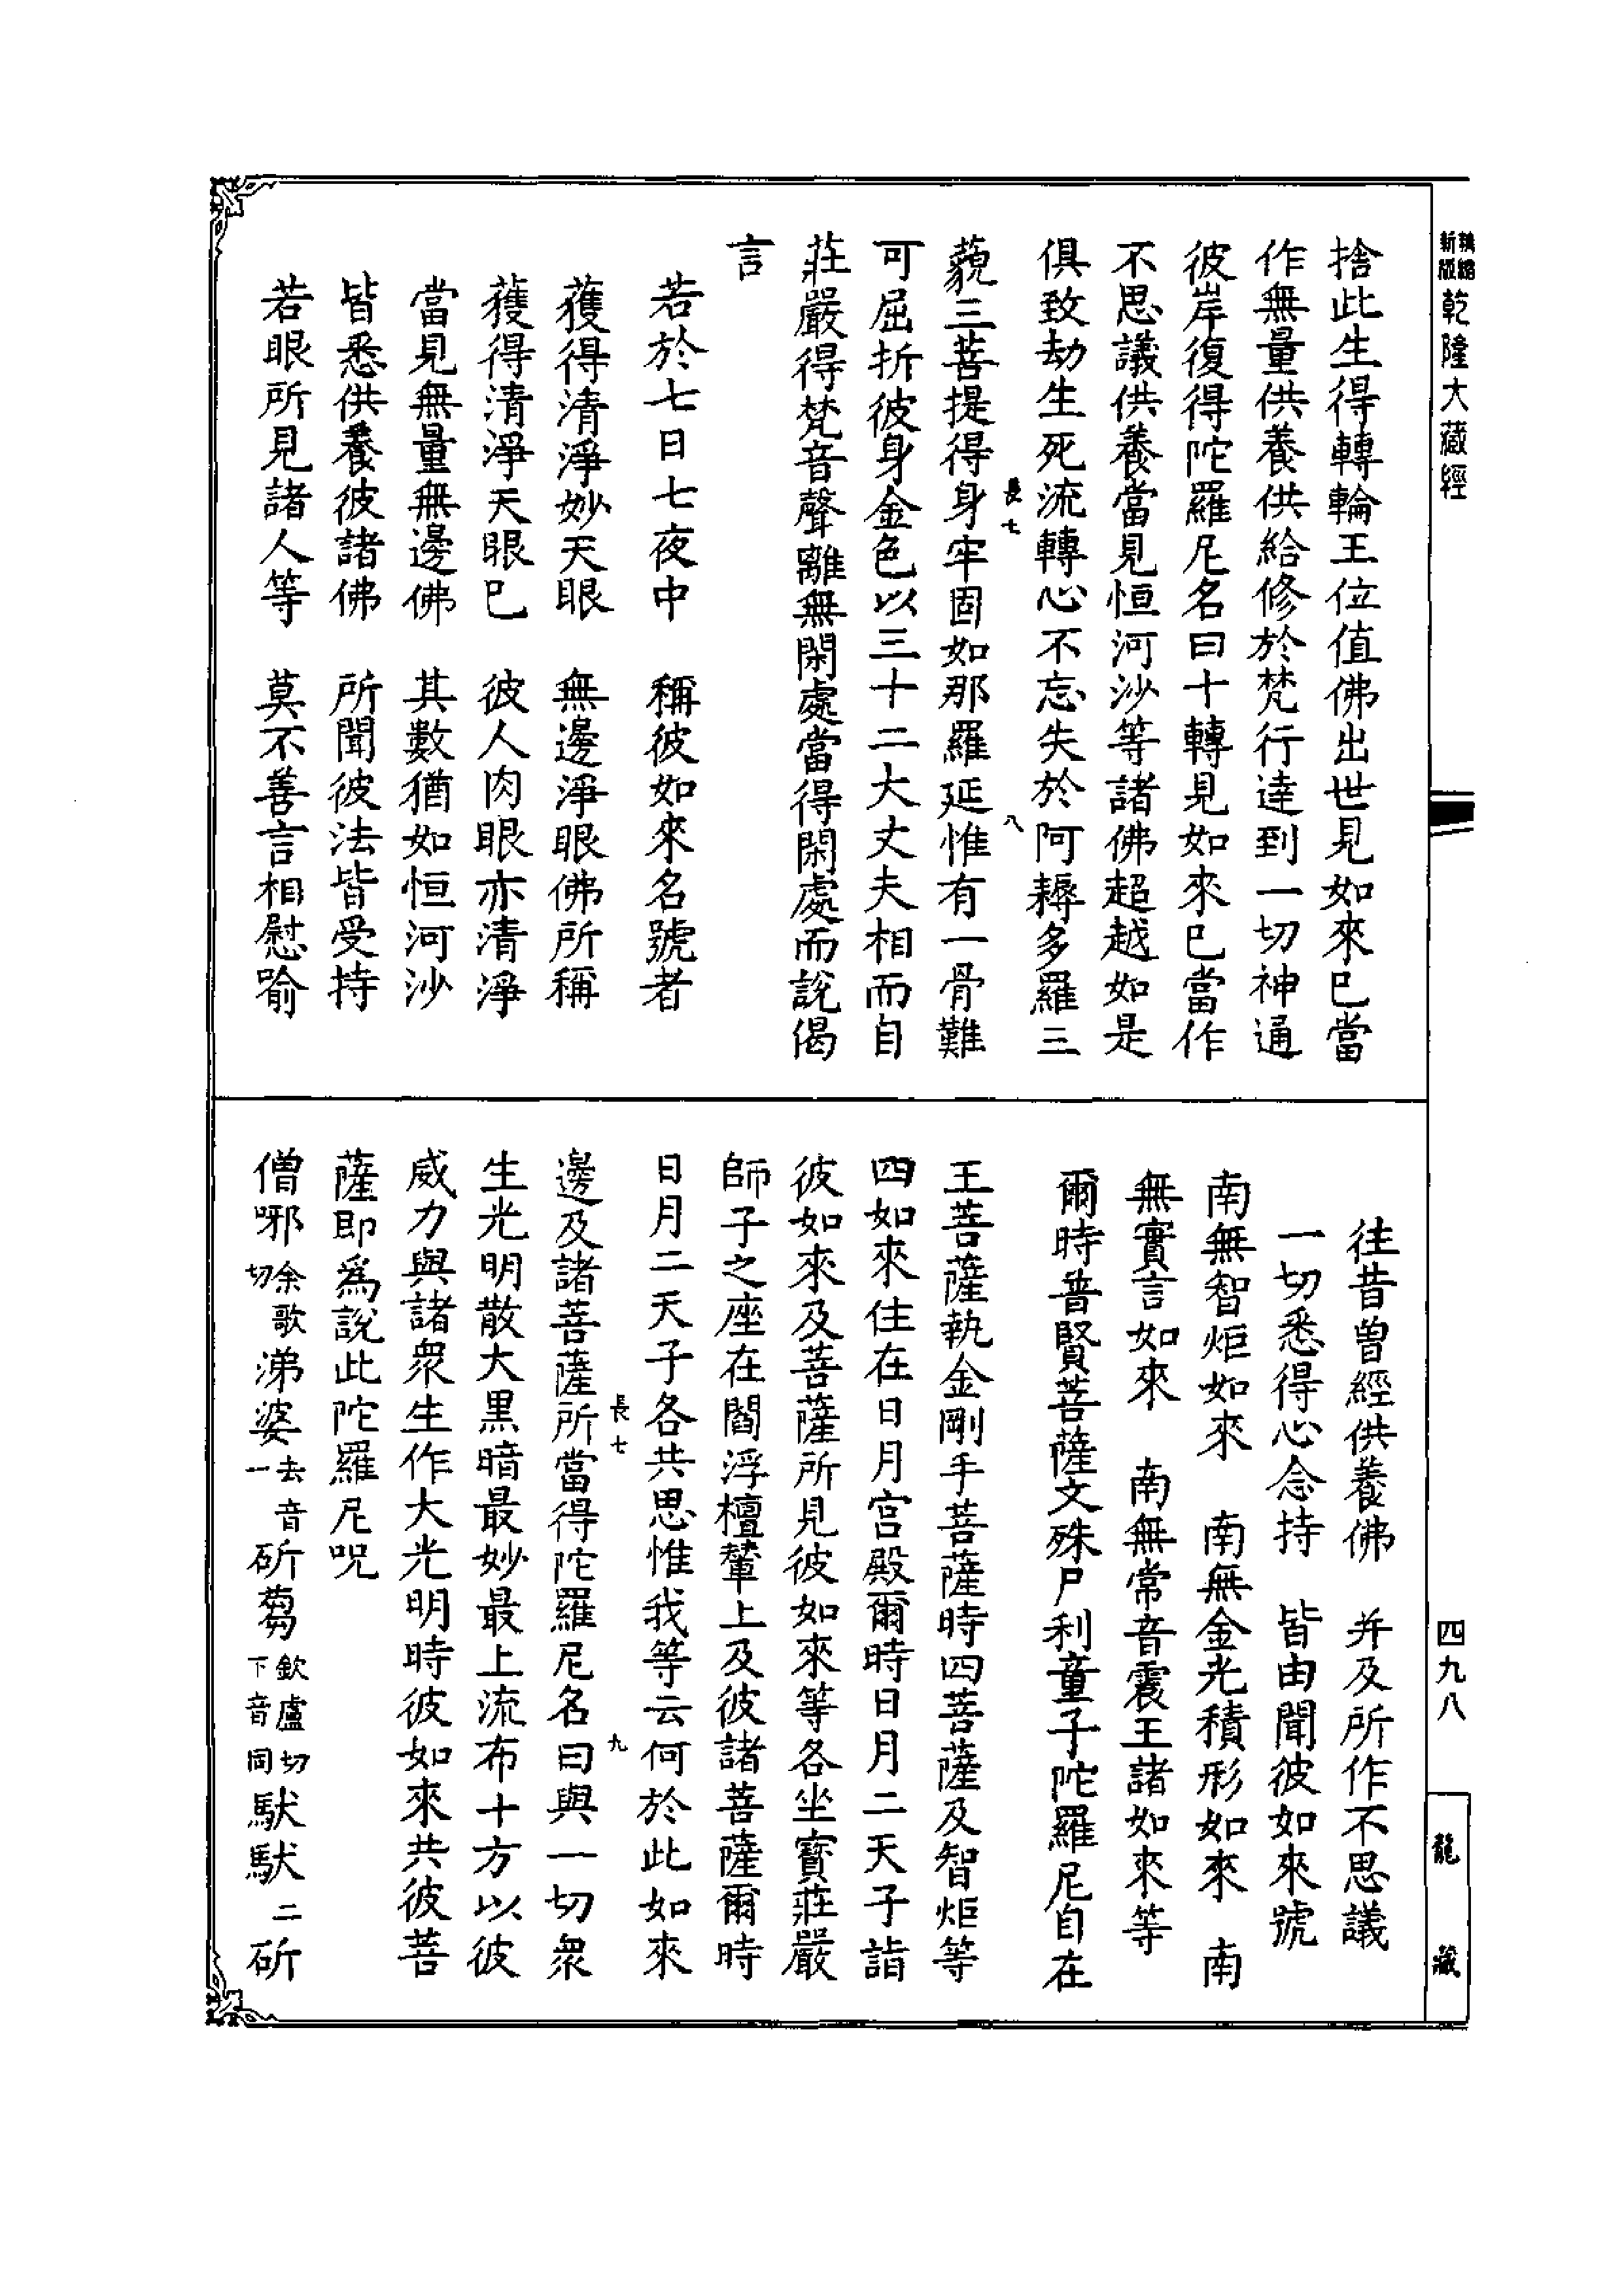 新版精縮乾隆大藏經
捨此生得轉輪王位值佛出世見如來巳當
作無量供養供給修於梵行達到一切神通
彼岸復得陀羅尼名曰十轉見如來巳當作
不思議供養當見恒河沙等諸佛超越如是
俱致劫生死流轉心不忘失於阿耨多羅三
長七 八
藐三菩提得身牢固如那羅延惟有一骨難
可屈折彼身金色以三十二大丈夫相而自
莊嚴得梵音聲離無閑處當得閑處而說偈
言
若於七日七夜中 稱彼如來名號者
獲得清淨妙天眼 無邊淨眼佛所稱
獲得清淨天眼巳 彼人肉眼亦清淨
當見無量無邊佛 其數猶如恒河沙
皆悉供養彼諸佛 所聞彼法皆受持
若眼所見諸人等 莫不善言相慰喻
往昔曾經供養佛 并及所作不思議
一切悉得心念持 皆由聞彼如來號
南無智炬如來 南無金光積形如來 南
無實言如來 南無常音震王諸如來等
爾時普賢菩薩文殊尸利童子陀羅尼自在
王菩薩執金剛手菩薩時四菩薩及智炬等
四如來住在日月宮殿爾時日月二天子詣
彼如來及菩薩所見彼如來等各坐寶莊嚴
師子之座在閻浮檀輦上及彼諸菩薩爾時
日月二天子各共思惟我等云何於此如來
長七 九
邊及諸菩薩所當得陀羅尼名曰與一切眾
生光明散大黑暗最妙最上流布十方以彼
威力與諸眾生作大光明時彼如來共彼菩
薩即為說此陀羅尼呪
僧哪余歌切涕婆去音一斫蒭欽盧切下音同馱馱二斫
四九八
龍藏